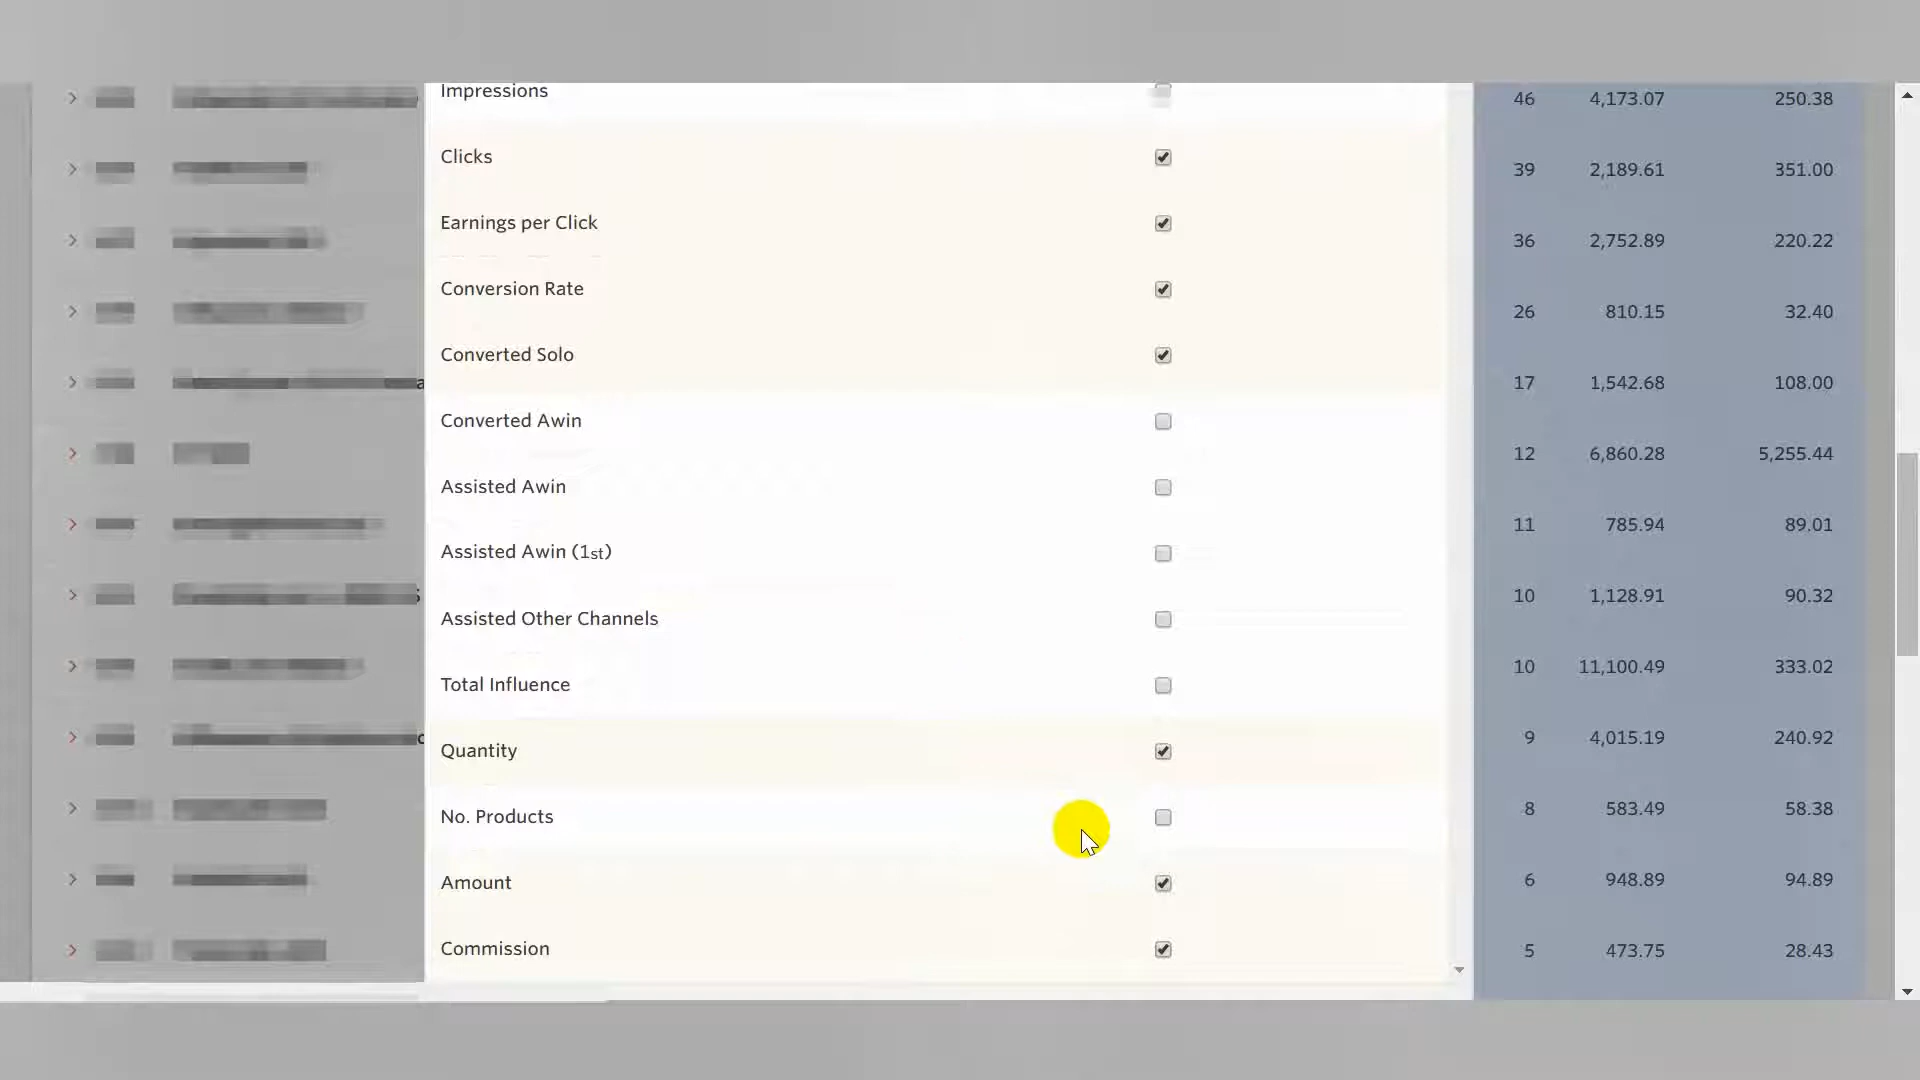 Impressions 46 4,173.07 250.38
Clicks 39 2,189.61 351.00
Earnings per Click 36 2,752.89 220.22
Conversion Rate 26 810.15 32.40
Converted Solo 17 1,542.68 108.00
Converted Awin 12 6,860.28 5,255.44
Assisted Awin 11 785.94 89.01
Assisted Awin (1st) 10 1,128.91 90.32
Assisted Other Channels 10 11,100.49 333.02
Total Influence 9 4,015.19 240.92
Quantity 8 583.49 58.38
No. Products 6 948.89 94.89
Amount 5 473.75 28.43
Commission